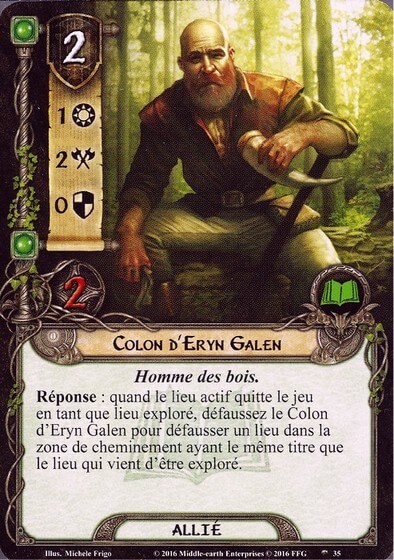 2
1
2
0
2
Colon d'Eryn Galen
Homme des bois.
Réponse : quand le lieu actif quitte le jeu
en tant que lieu exploré, défaussez le Colon
d'Eryn Galen pour défausser un lieu dans la
zone de cheminement ayant le même titre que
le lieu qui vient d'être exploré.
ALLIÉ
Illus. Michele Frigo © 2016 Middle-earth Enterprises © 2016 FFG 35